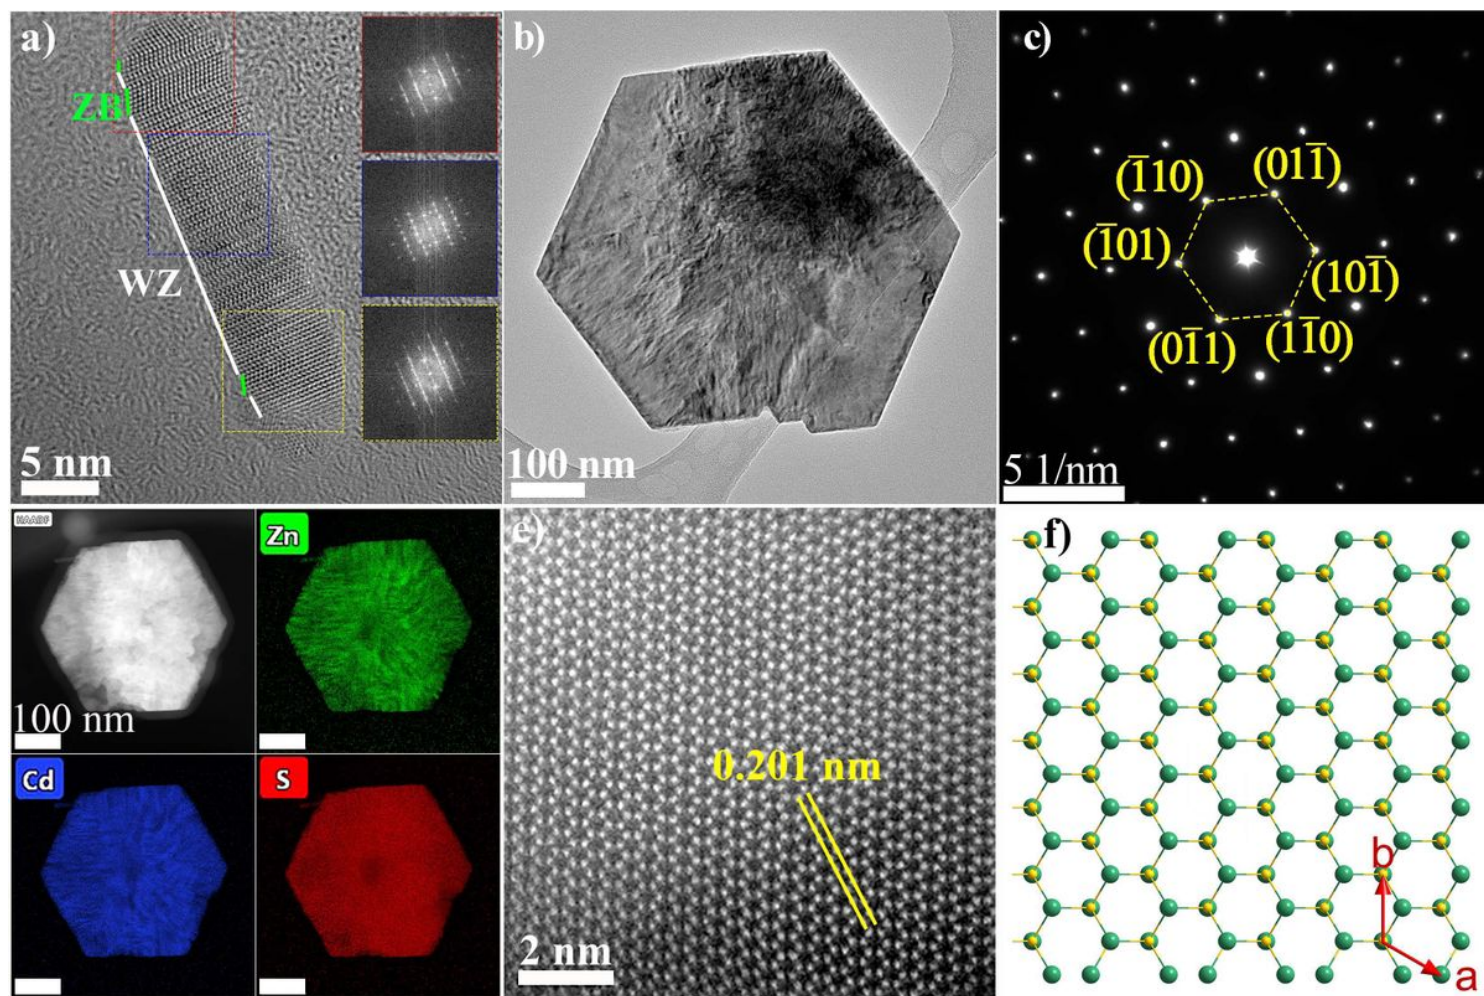 a)
ZB
WZ
5 nm
b)
100 nm
c)
(1̅10)
(011̅)
(1̅01)
(101̅)
(01̅1)
(11̅0)
5 1/nm
HAADF
100 nm
Zn
Cd
S
e)
0.201 nm
2 nm
f)
b
a